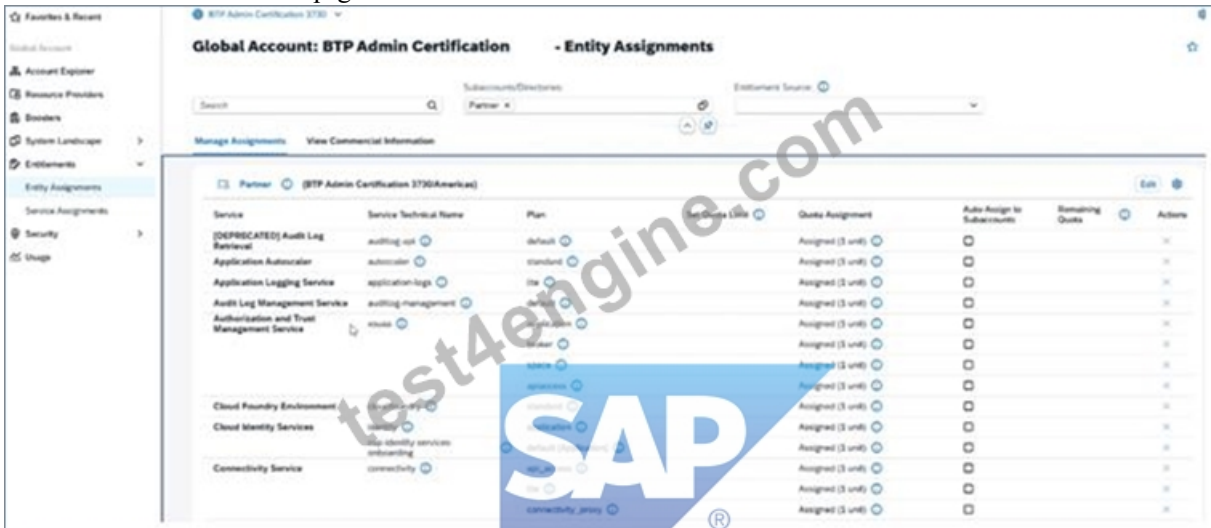 Favorites & Recent
Global Account
Account Explorer
Resource Providers
Boosters
System Landscape
Entitlements
Entity Assignments
Service Assignments
Security
Usage
BTP Admin Certification 3730
Global Account: BTP Admin Certification - Entity Assignments
Subaccounts/Directories:
Entitlement Source:
Search
Partner
Manage Assignments View Commercial Information
Partner (BTP Admin Certification 3730/Americas)
Edit
Service Service Technical Name Plan Set Quota Limit Quota Assignment Auto Assign to Subaccounts Remaining Quota Actions
[DEPRECATED] Audit Log Retrieval auditlog-api default Assigned (1 unit)
Application Autoscaler autoscaler standard Assigned (1 unit)
Application Logging Service application-logs lite Assigned (1 unit)
Audit Log Management Service auditlog-management default Assigned (1 unit)
Authorization and Trust Management Service xsuaa application Assigned (1 unit)
broker Assigned (1 unit)
space Assigned (1 unit)
apiaccess Assigned (1 unit)
Cloud Foundry Environment cloudfoundry standard Assigned (1 unit)
Cloud Identity Services identity application Assigned (1 unit)
sap-identity-services-onboarding default Assigned (1 unit)
Connectivity Service connectivity api_access Assigned (1 unit)
lite Assigned (1 unit)
connectivity_proxy Assigned (1 unit)
test4engine.com
SAP
®